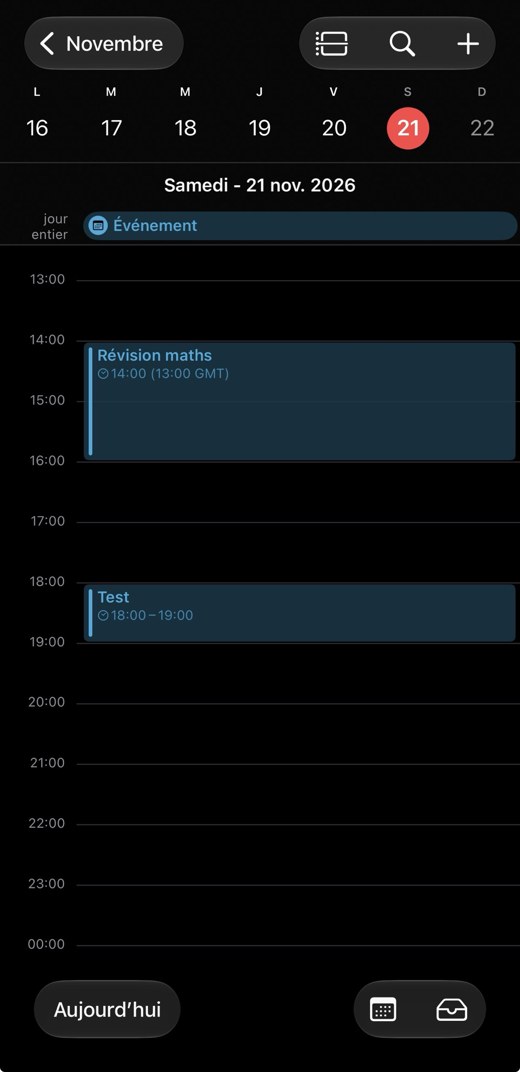 Novembre
L M M J V S D
16 17 18 19 20 21 22
Samedi - 21 nov. 2026
jour entier
Événement
13:00
14:00
Révision maths
14:00 (13:00 GMT)
15:00
16:00
17:00
18:00
Test
18:00 – 19:00
19:00
20:00
21:00
22:00
23:00
00:00
Aujourd’hui